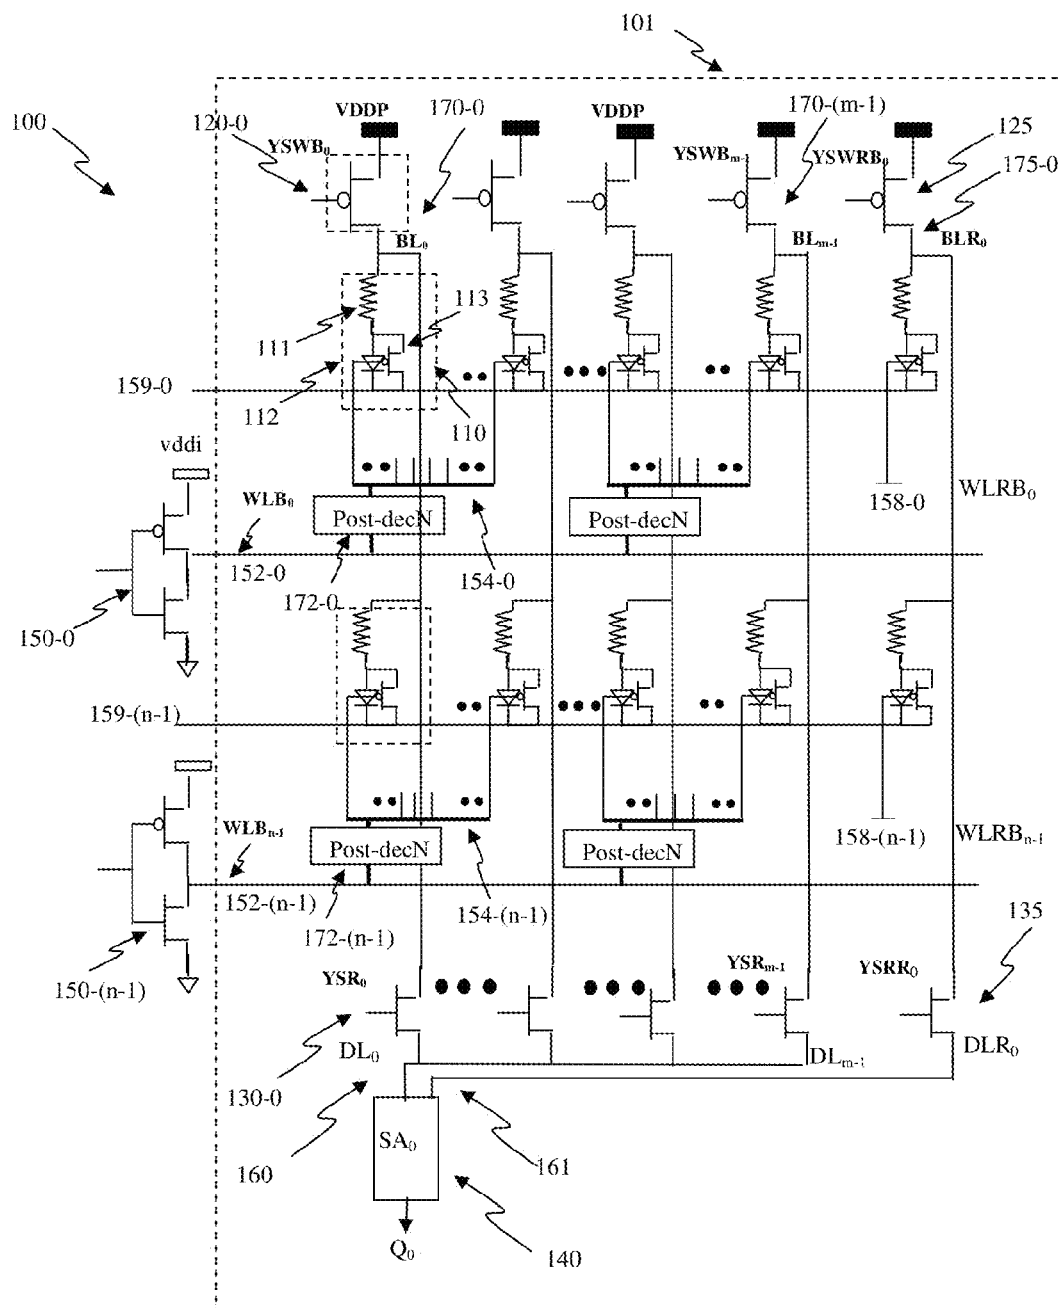 101
100
120-0
VDDP
170-0
VDDP
170-(m-1)
125
YSWB0
YSWBm-
YSWRB0
175-0
BL0
BLm-1
BLR0
111
113
159-0
112
110
vddi
WLB0
Post-decN
Post-decN
158-0
WLRB0
152-0
154-0
172-0
150-0
159-(n-1)
WLBn-1
Post-decN
Post-decN
158-(n-1)
WLRBn-1
152-(n-1)
154-(n-1)
172-(n-1)
150-(n-1)
YSR0
YSRm-1
YSRR0
135
DL0
DLm-1
DLR0
130-0
160
SA0
161
Q0
140